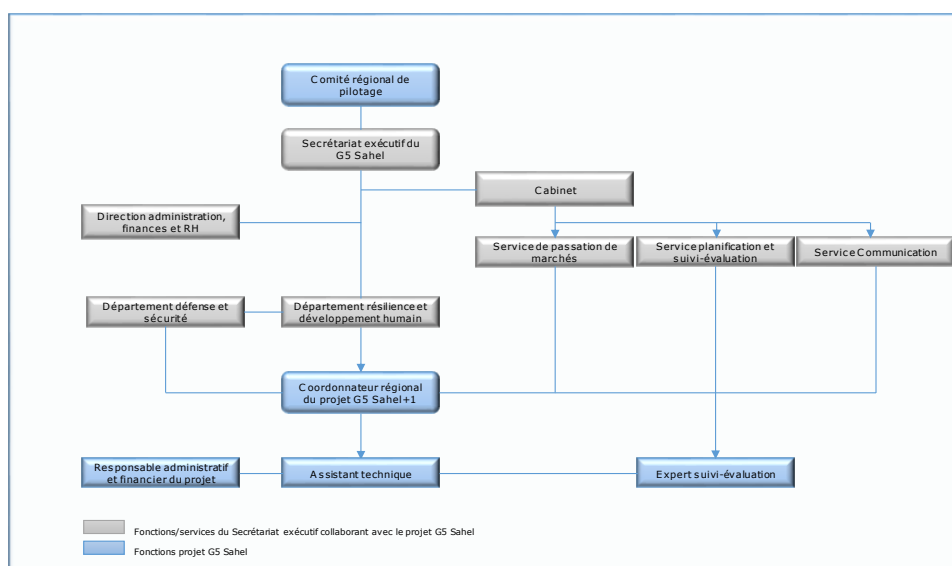 Comité régional de
pilotage
Secrétariat exécutif du
G5 Sahel
Cabinet
Direction administration,
finances et RH
Service de passation de
marchés
Service planification et
suivi-évaluation
Service Communication
Département défense et
sécurité
Département résilience et
développement humain
Coordonnateur régional
du projet G5 Sahel+1
Responsable administratif
et financier du projet
Assistant technique
Expert suivi-évaluation
Fonctions/services du Secrétariat exécutif collaborant avec le projet G5 Sahel
Fonctions projet G5 Sahel